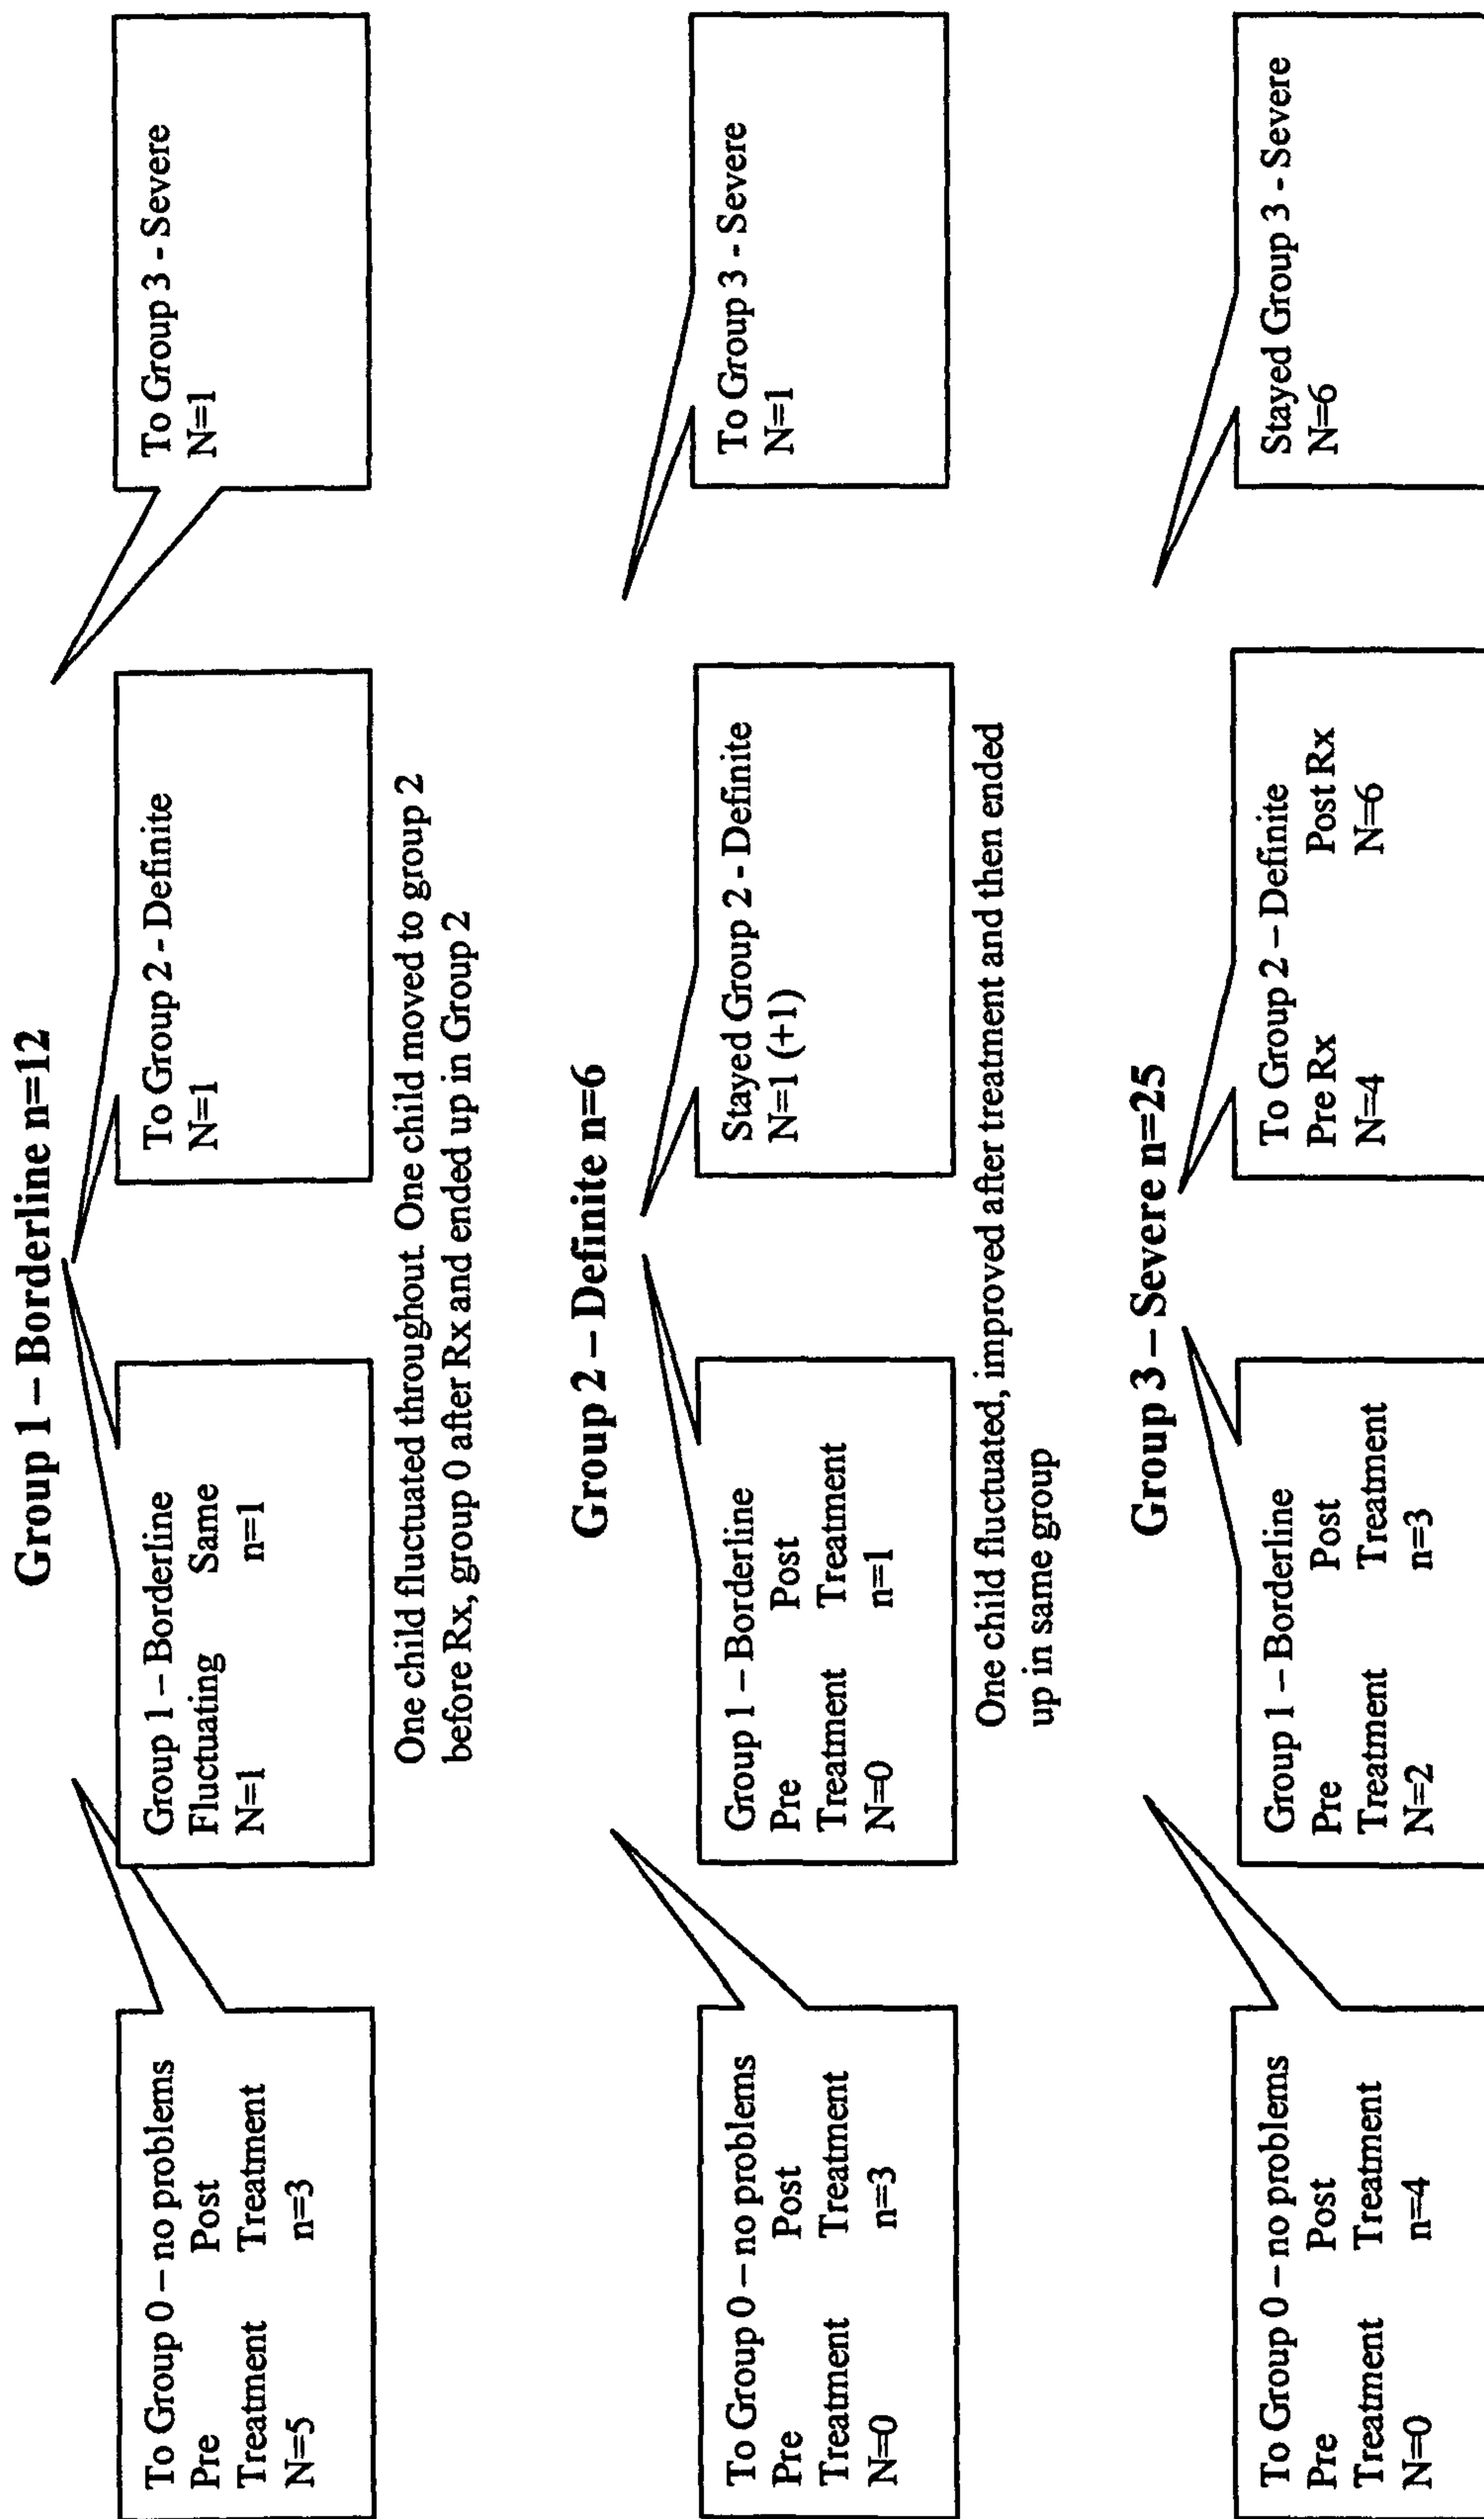 Group 1 – Borderline n=12
To Group 0 – no problems
Pre Post
Treatment Treatment
N=5 n=3
Group 1 – Borderline
Fluctuating Same
N=1 n=1
To Group 2 - Definite
N=1
To Group 3 - Severe
N=1
One child fluctuated throughout. One child moved to group 2
before Rx, group 0 after Rx and ended up in Group 2
Group 2 – Definite n=6
To Group 0 – no problems
Pre Post
Treatment Treatment
N=0 n=3
Group 1 – Borderline
Pre Post
Treatment Treatment
N=0 n=1
Stayed Group 2 - Definite
N=1 (+1)
To Group 3 - Severe
N=1
One child fluctuated, improved after treatment and then ended
up in same group
Group 3 – Severe n=25
To Group 0 – no problems
Pre Post
Treatment Treatment
N=0 n=4
Group 1 – Borderline
Pre Post
Treatment Treatment
N=2 n=3
To Group 2 – Definite
Pre Rx Post Rx
N=4 N=6
Stayed Group 3 - Severe
N=6